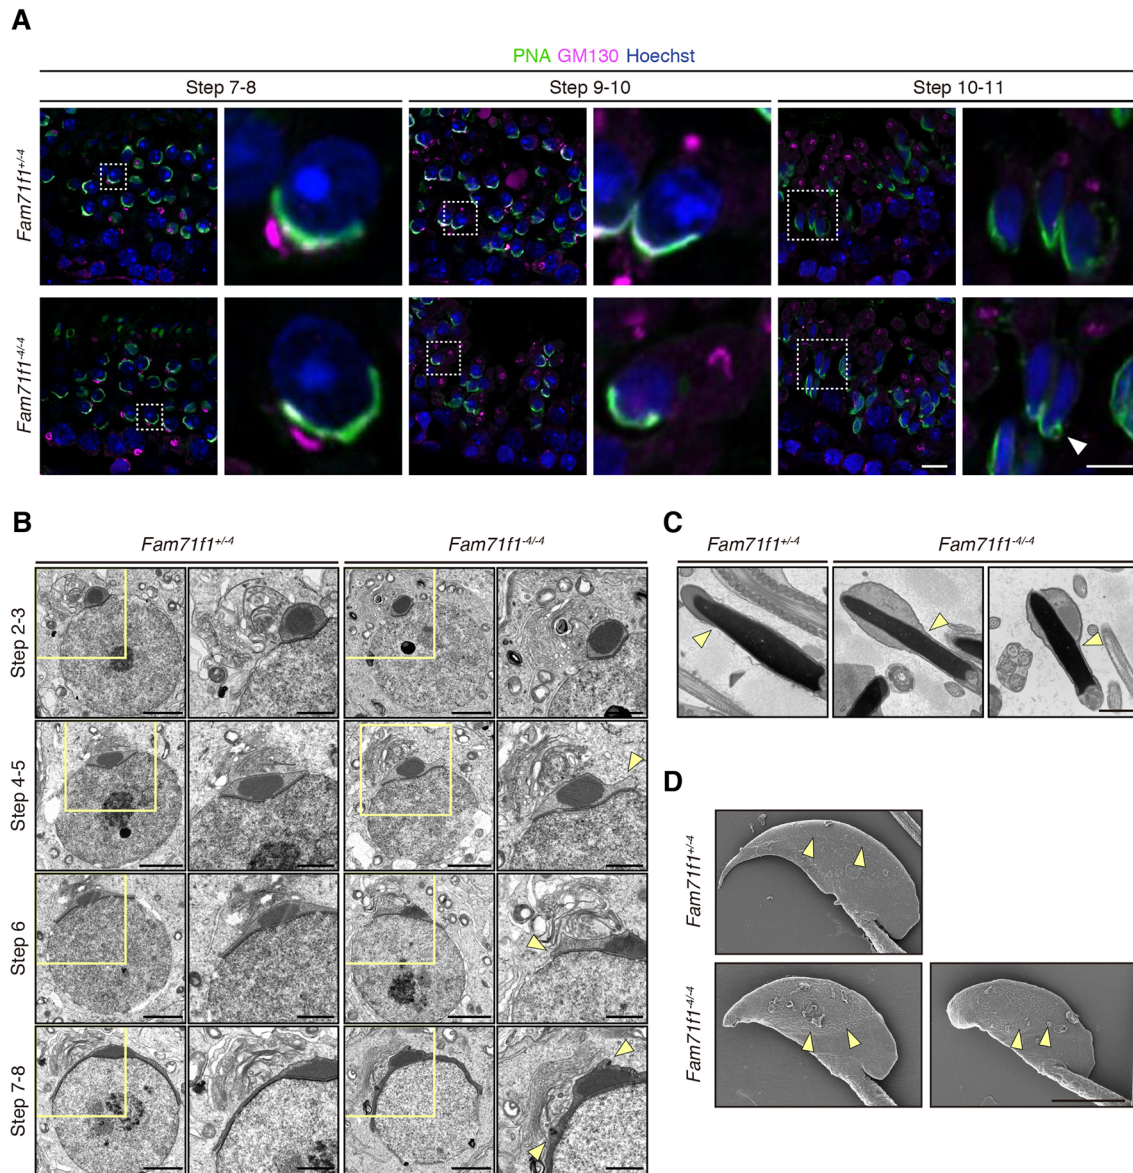 A
PNA GM130 Hoechst
Step 7-8 Step 9-10 Step 10-11
Fam71f1+/-4
Fam71f1-4/-4
B
Fam71f1+/-4 Fam71f1-4/-4
Step 2-3
Step 4-5
Step 6
Step 7-8
C
Fam71f1+/-4 Fam71f1-4/-4
D
Fam71f1+/-4
Fam71f1-4/-4